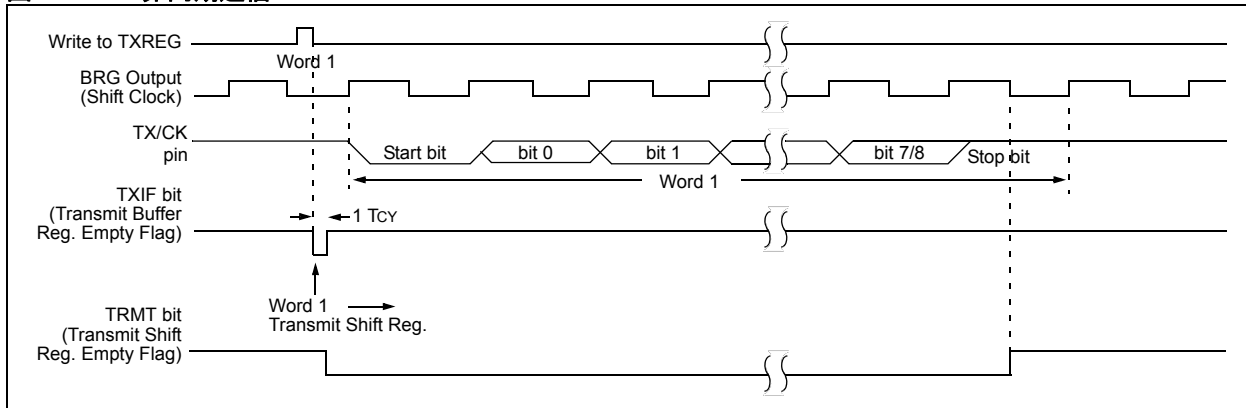 Write to TXREG
Word 1
BRG Output
(Shift Clock)
TX/CK
pin
Start bit
bit 0
bit 1
bit 7/8
Stop bit
Word 1
TXIF bit
(Transmit Buffer
Reg. Empty Flag)
1 TCY
Word 1
Transmit Shift Reg.
TRMT bit
(Transmit Shift
Reg. Empty Flag)